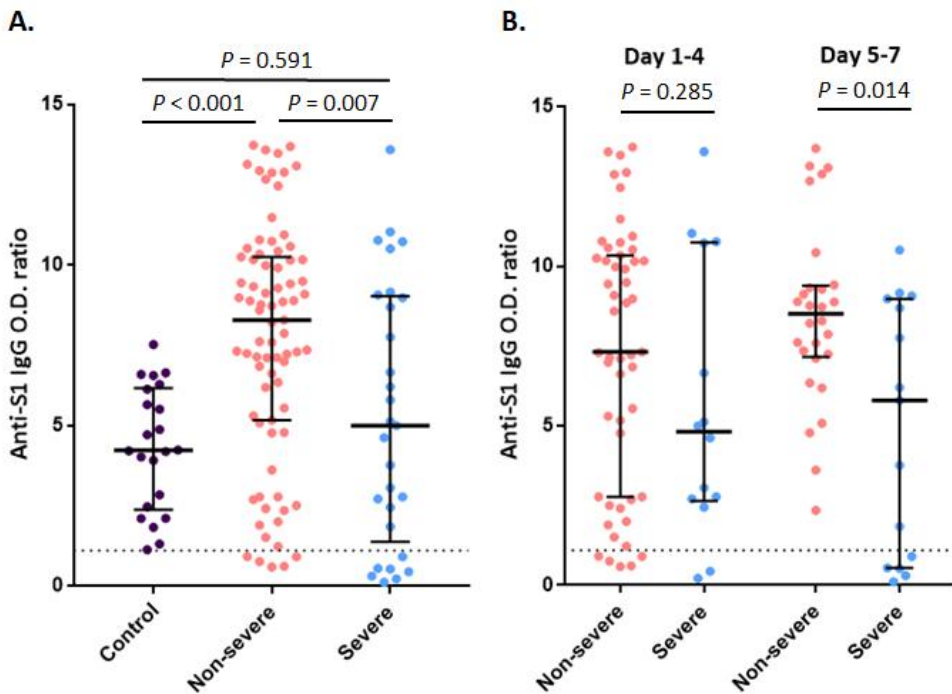 A.
P = 0.591
P < 0.001
P = 0.007
Anti-S1 IgG O.D. ratio
15
10
5
0
Control
Non-severe
Severe
B.
Day 1-4
Day 5-7
P = 0.285
P = 0.014
Anti-S1 IgG O.D. ratio
15
10
5
0
Non-severe
Severe
Non-severe
Severe